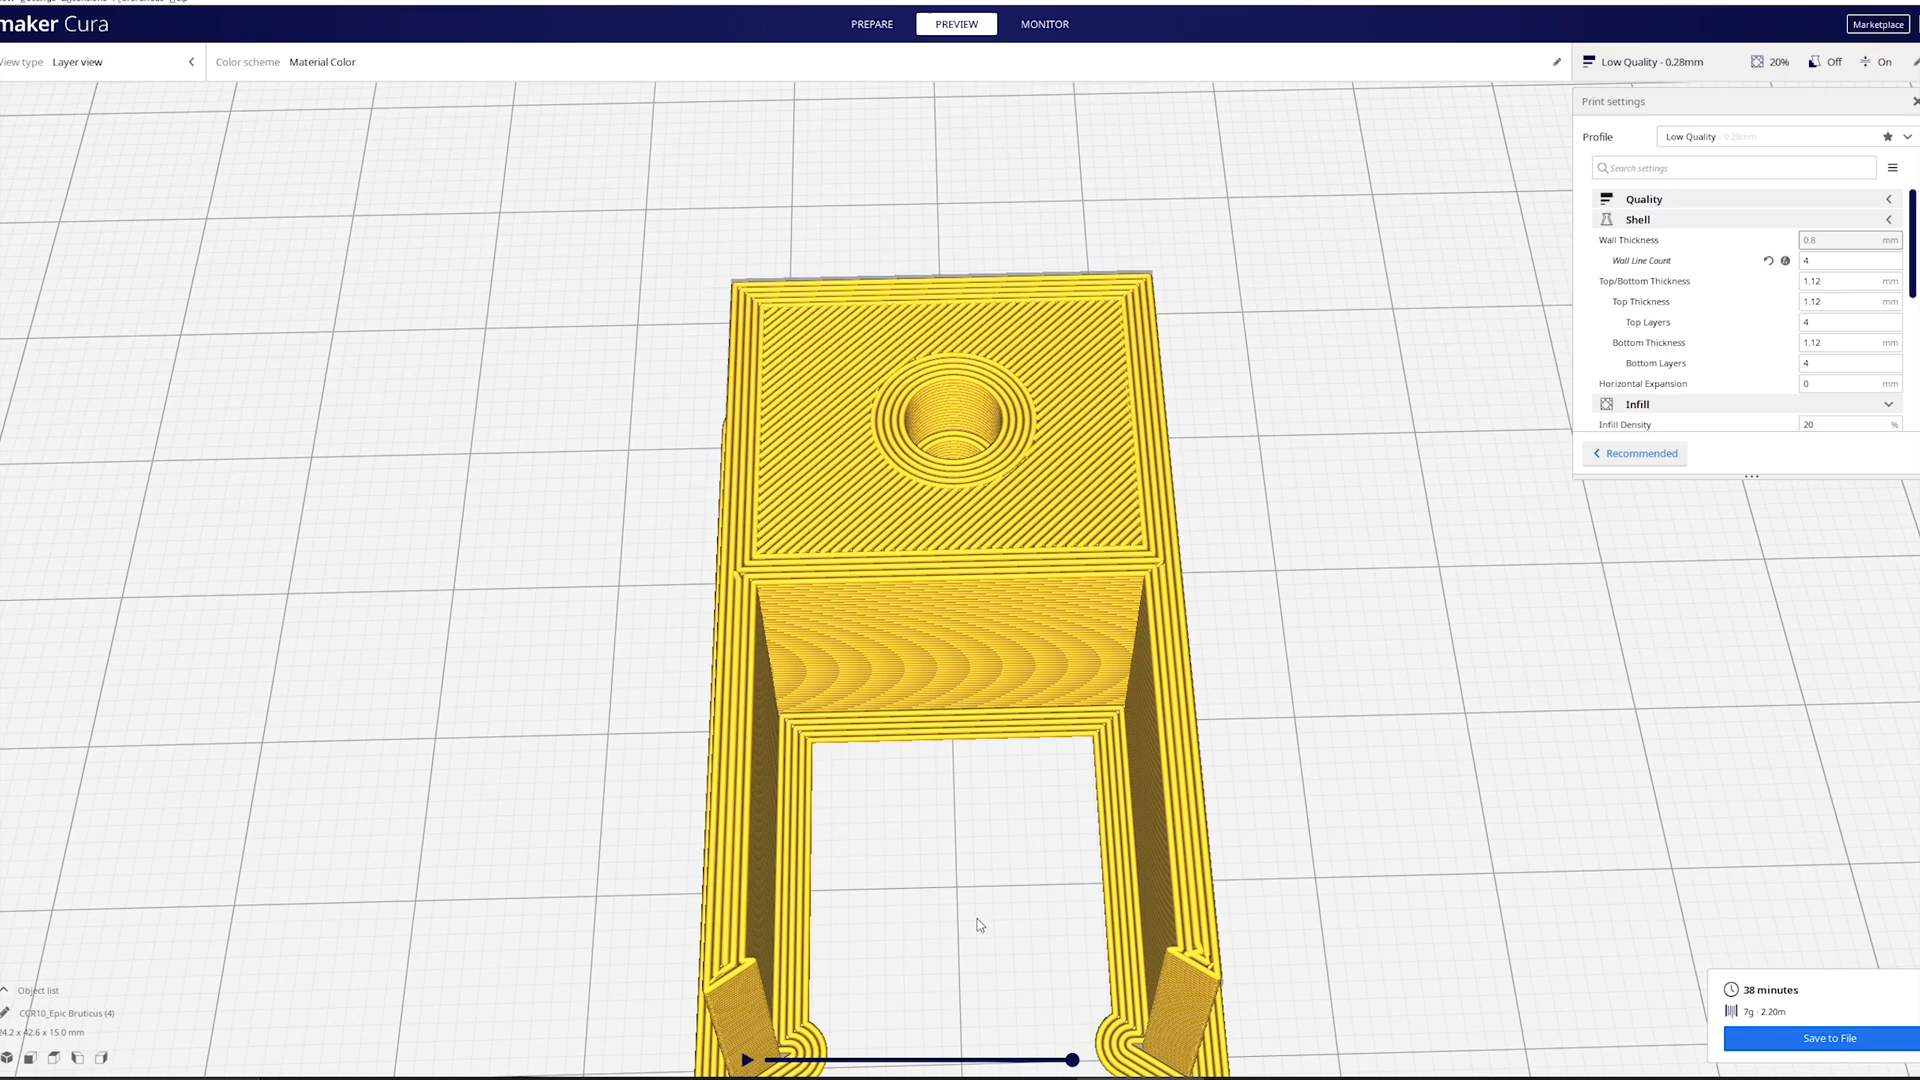 maker Cura
PREPARE
PREVIEW
MONITOR
Marketplace
View type Layer view
Color scheme Material Color
Low Quality - 0.28mm
20%
Off
On
Print settings
Profile
Low Quality - 0.28mm
Search settings
Quality
Shell
Wall Thickness 0.8 mm
Wall Line Count 4
Top/Bottom Thickness 1.12 mm
Top Thickness 1.12 mm
Top Layers 4
Bottom Thickness 1.12 mm
Bottom Layers 4
Horizontal Expansion 0 mm
Infill
Infill Density 20 %
Recommended
Object list
CCR10_Epic Bruticus (4)
24.2 x 42.6 x 15.0 mm
38 minutes
7g · 2.20m
Save to File